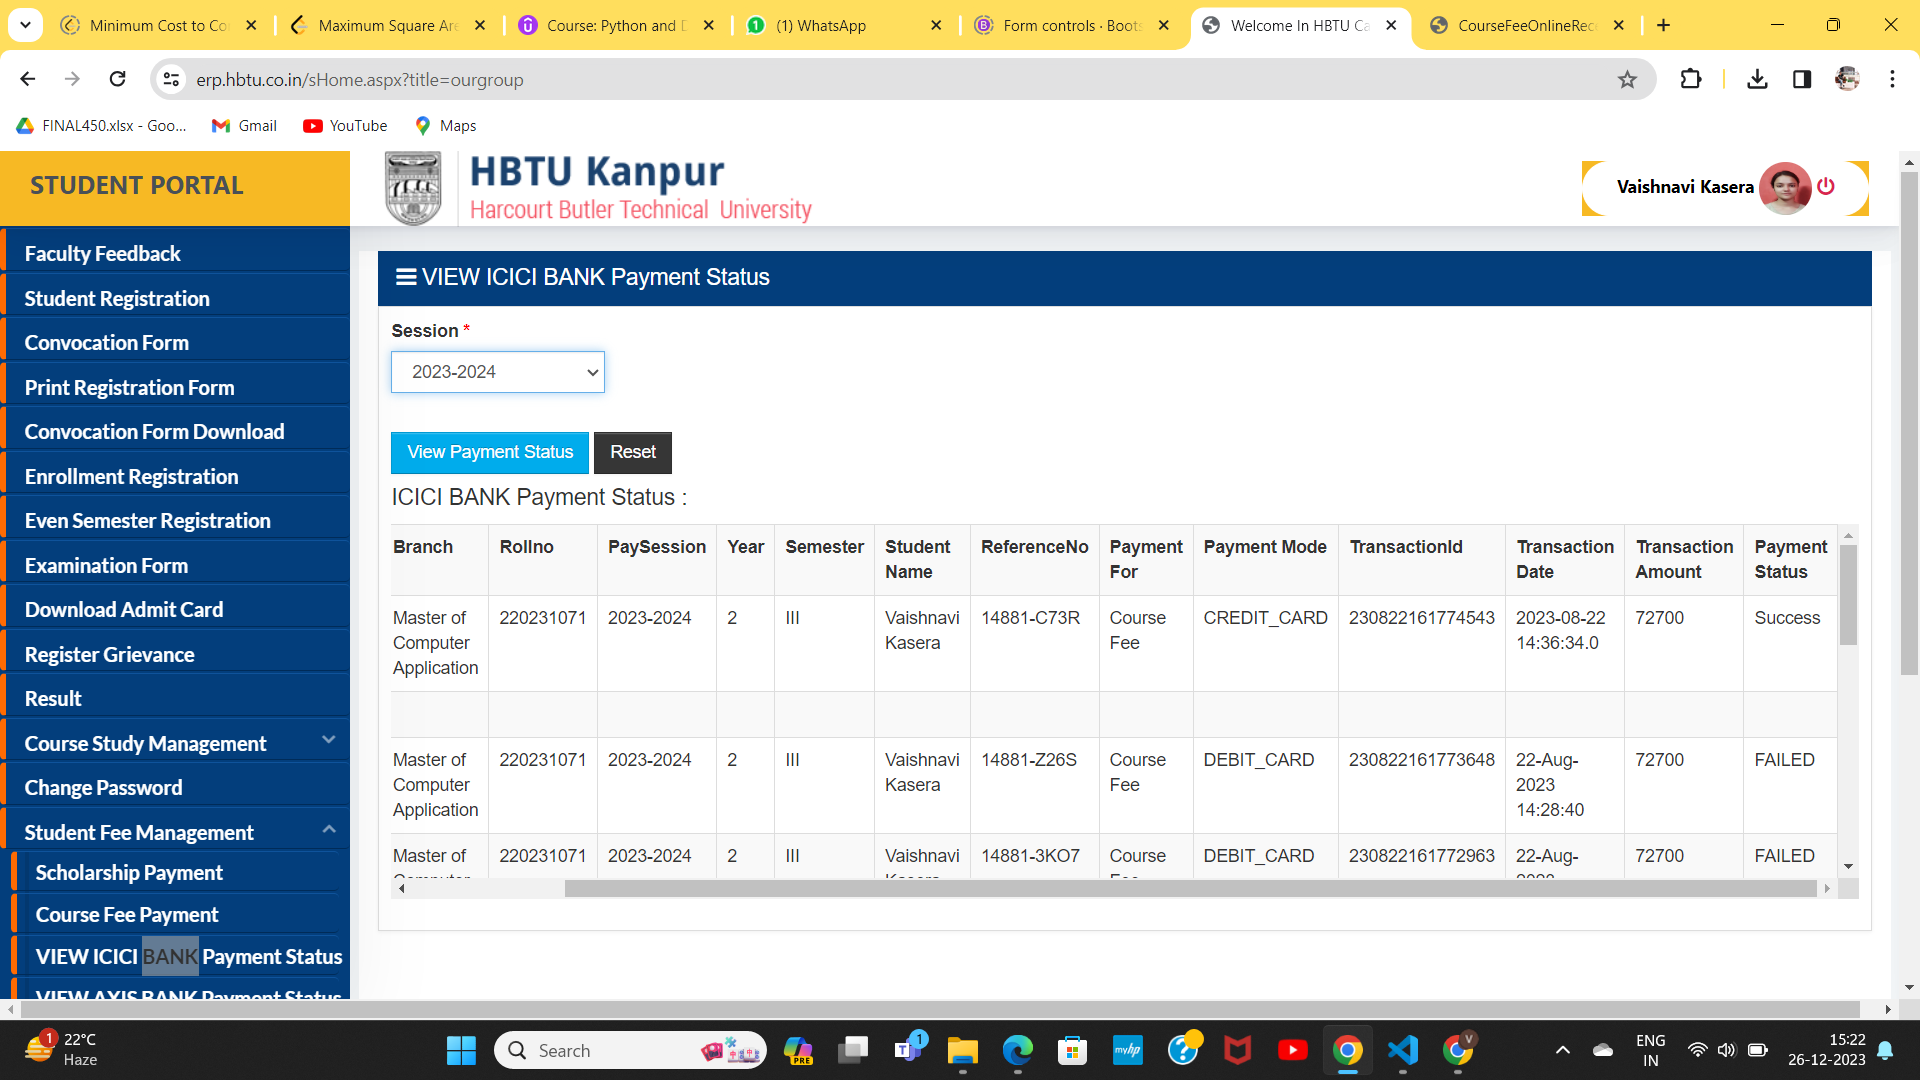 Minimum Cost to Co
Maximum Square Are
Course: Python and D
(1) WhatsApp
Form controls · Boots
Welcome In HBTU Ca
CourseFeeOnlineRece
erp.hbtu.co.in/sHome.aspx?title=ourgroup
FINAL450.xlsx - Goo...
Gmail
YouTube
Maps
STUDENT PORTAL
HBTU Kanpur
Harcourt Butler Technical University
Vaishnavi Kasera
Faculty Feedback
Student Registration
Convocation Form
Print Registration Form
Convocation Form Download
Enrollment Registration
Even Semester Registration
Examination Form
Download Admit Card
Register Grievance
Result
Course Study Management
Change Password
Student Fee Management
Scholarship Payment
Course Fee Payment
VIEW ICICI BANK Payment Status
VIEW AXIS BANK Payment Status
VIEW ICICI BANK Payment Status
Session *
2023-2024
View Payment Status
Reset
ICICI BANK Payment Status :
Branch Rollno PaySession Year Semester Student ReferenceNo Payment Payment Mode TransactionId Transaction Transaction Payment
Name For Date Amount Status
Master of 220231071 2023-2024 2 III Vaishnavi 14881-C73R Course CREDIT_CARD 230822161774543 2023-08-22 72700 Success
Computer Kasera Fee 14:36:34.0
Application
Master of 220231071 2023-2024 2 III Vaishnavi 14881-Z26S Course DEBIT_CARD 230822161773648 22-Aug- 72700 FAILED
Computer Kasera Fee 2023
Application 14:28:40
Master of 220231071 2023-2024 2 III Vaishnavi 14881-3KO7 Course DEBIT_CARD 230822161772963 22-Aug- 72700 FAILED
Computer Kasera Fee 2023
1
22°C
Haze
Search
PRE
1
myhp
V
ENG
IN
15:22
26-12-2023